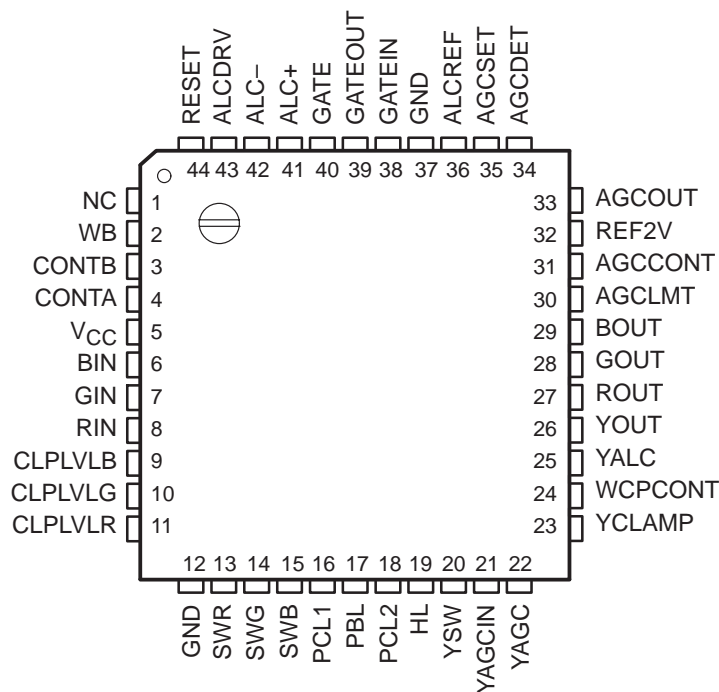 RESET ALCDRV ALC– ALC+ GATE GATEOUT GATEIN GND ALCREF AGCSET AGCDET
44 43 42 41 40 39 38 37 36 35 34
NC 1 33 AGCOUT
WB 2 32 REF2V
CONTB 3 31 AGCCONT
CONTA 4 30 AGCLMT
VCC 5 29 BOUT
BIN 6 28 GOUT
GIN 7 27 ROUT
RIN 8 26 YOUT
CLPLVLB 9 25 YALC
CLPLVLG 10 24 WCPCONT
CLPLVLR 11 23 YCLAMP
12 13 14 15 16 17 18 19 20 21 22
GND SWR SWG SWB PCL1 PBL PCL2 HL YSW YAGCIN YAGC